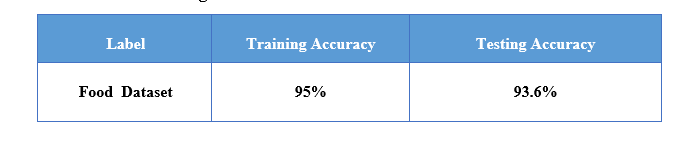 Label Training Accuracy Testing Accuracy
Food Dataset 95% 93.6%